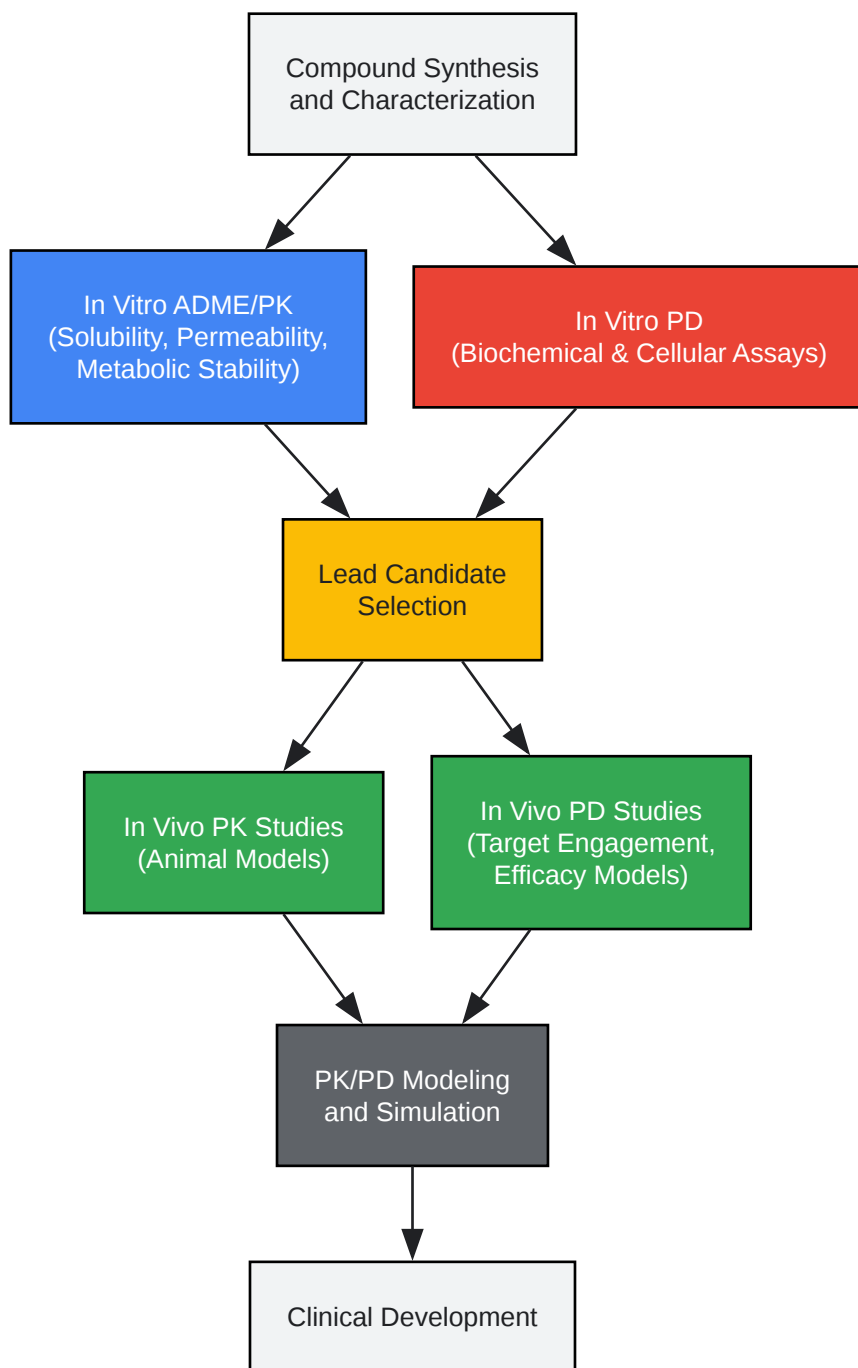 Compound Synthesis
and Characterization
In Vitro ADME/PK
(Solubility, Permeability,
Metabolic Stability)
In Vitro PD
(Biochemical & Cellular Assays)
Lead Candidate
Selection
In Vivo PK Studies
(Animal Models)
In Vivo PD Studies
(Target Engagement,
Efficacy Models)
PK/PD Modeling
and Simulation
Clinical Development